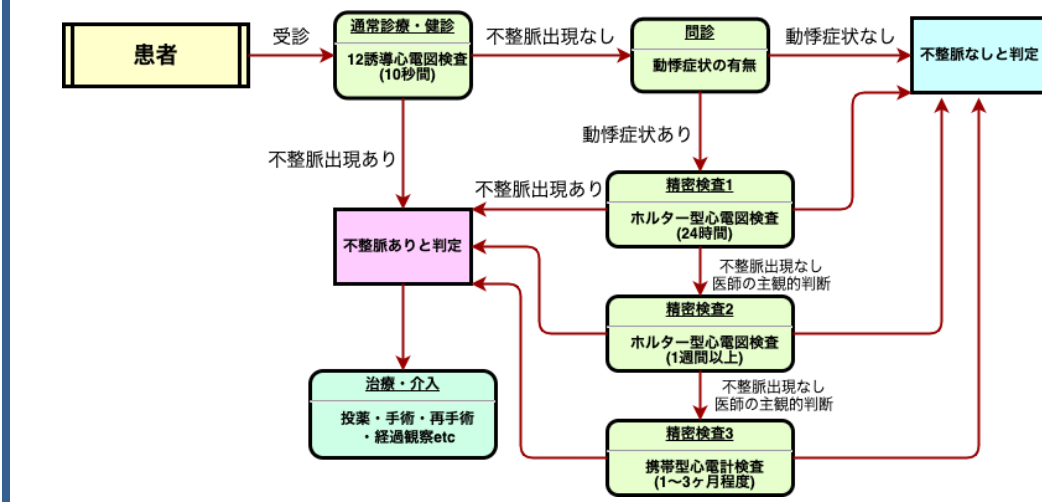 患者
受診
通常診療・健診
12誘導心電図検査
(10秒間)
不整脈出現なし
問診
動悸症状の有無
動悸症状なし
不整脈なしと判定
不整脈出現あり
動悸症状あり
精密検査1
ホルター型心電図検査
(24時間)
不整脈出現あり
不整脈ありと判定
不整脈出現なし
医師の主観的判断
精密検査2
ホルター型心電図検査
(1週間以上)
不整脈出現なし
医師の主観的判断
治療・介入
投薬・手術・再手術
・経過観察etc
精密検査3
携帯型心電計検査
(1〜3ヶ月程度)